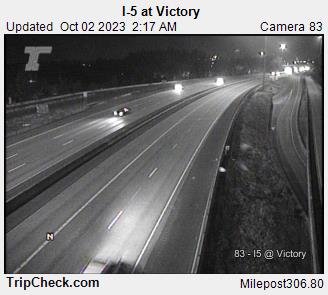 I-5 at Victory
Updated Oct 02 2023 2:17 AM Camera 83
T
N
83 - I5 @ Victory
TripCheck.com Milepost306.80